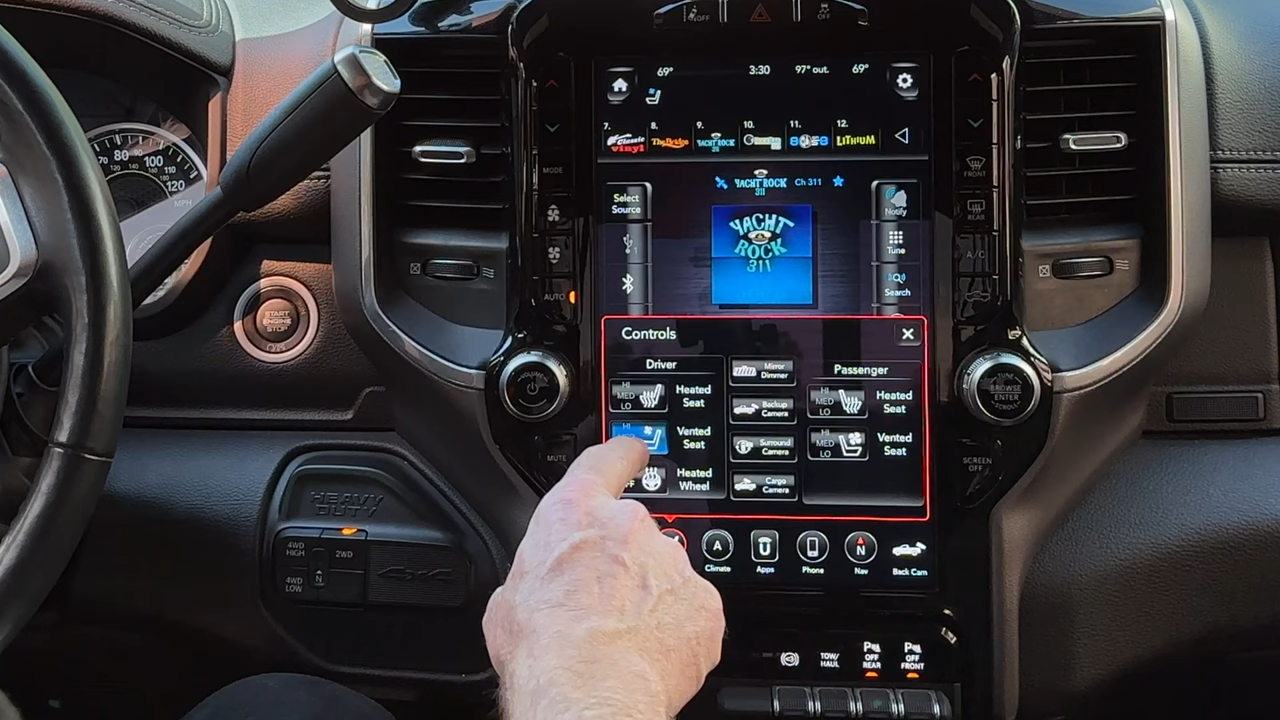 OFF
OFF
69°
3:30
97° out.
69°
7.
8.
9.
10.
11.
12.
Classic
vinyl
The Bridge
YACHT ROCK
311
LITHIUM
YACHT ROCK
311
Ch 311
Select
Source
1
Notify
Tune
Search
YACHT
ROCK
311
MODE
AUTO
FRONT
REAR
A/C
80
100
120
MPH
START
ENGINE
STOP
VOLUME
MUTE
TUNE
BROWSE
ENTER
SCROLL
SCREEN
OFF
Controls
Driver
HI
MED
LO
Heated
Seat
HI
Vented
Seat
Heated
Wheel
Mirror
Dimmer
Backup
Camera
Surround
Camera
Cargo
Camera
Passenger
HI
MED
LO
Heated
Seat
HI
MED
LO
Vented
Seat
A
Climate
Apps
Phone
N
Nav
Back Cam
HEAVY
DUTY
4WD
HIGH
2WD
N
4WD
LOW
4X4
TOW/
HAUL
OFF
REAR
OFF
FRONT